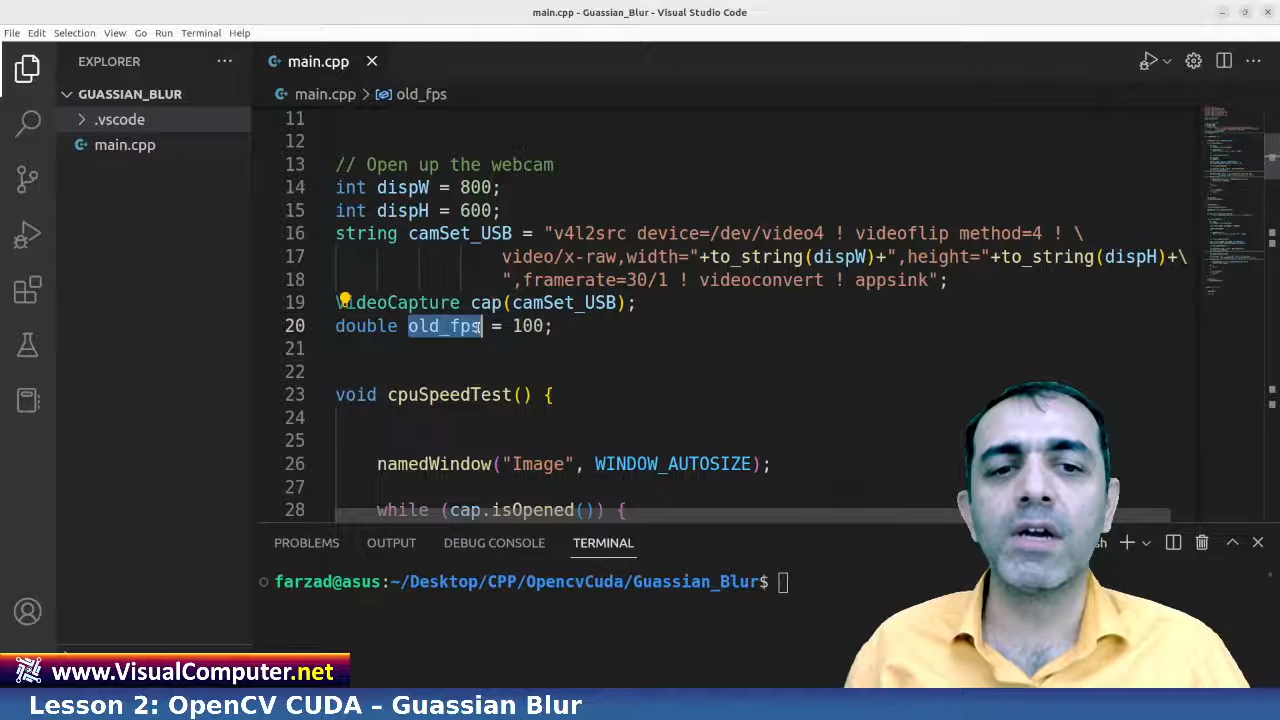 main.cpp - Guassian_Blur - Visual Studio Code
File Edit Selection View Go Run Terminal Help
EXPLORER
main.cpp
GUASSIAN_BLUR
main.cpp > old_fps
.vscode
main.cpp
11
12
13 // Open up the webcam
14 int dispW = 800;
15 int dispH = 600;
16 string camSet_USB = "v4l2src device=/dev/video4 ! videoflip method=4 ! \
17 video/x-raw,width="+to_string(dispW)+",height="+to_string(dispH)+\
18 ",framerate=30/1 ! videoconvert ! appsink";
19 VideoCapture cap(camSet_USB);
20 double old_fps = 100;
21
22
23 void cpuSpeedTest() {
24
25
26 namedWindow("Image", WINDOW_AUTOSIZE);
27
28 while (cap.isOpened()) {
PROBLEMS OUTPUT DEBUG CONSOLE TERMINAL
farzad@asus:~/Desktop/CPP/OpencvCuda/Guassian_Blur$
www.VisualComputer.net
Lesson 2: OpenCV CUDA – Guassian Blur